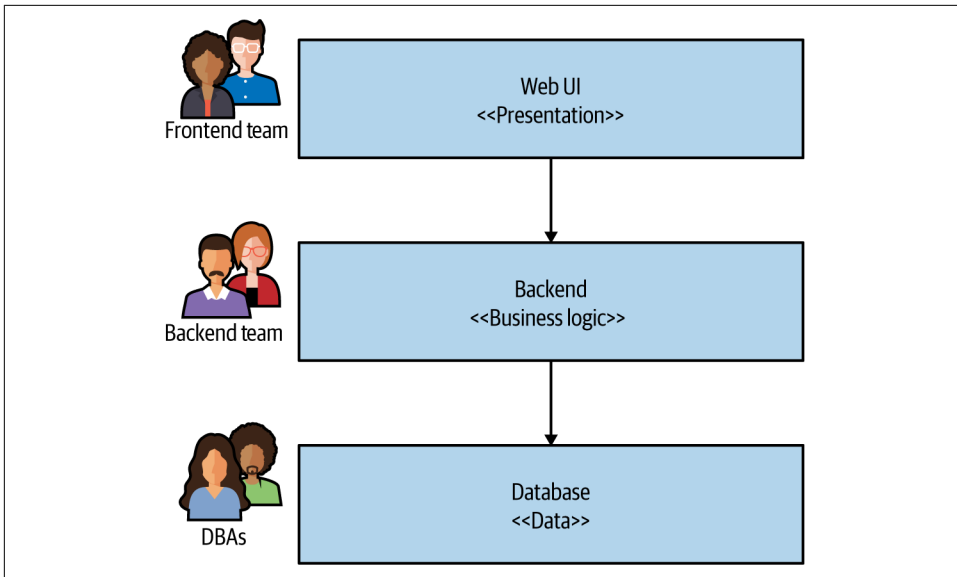 Web UI
<<Presentation>>
Frontend team
Backend
<<Business logic>>
Backend team
Database
<<Data>>
DBAs